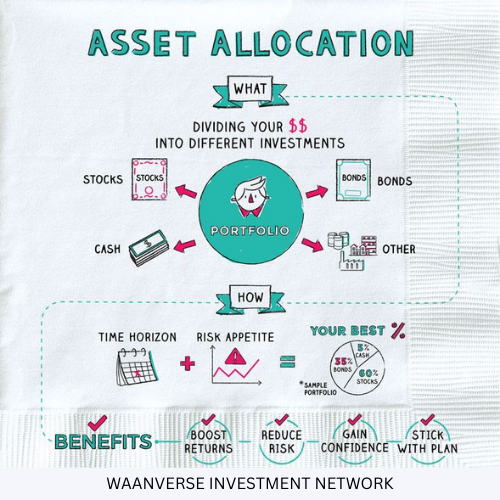 ASSET ALLOCATION
WHAT
DIVIDING YOUR $$
INTO DIFFERENT INVESTMENTS
STOCKS
STOCKS
BONDS
BONDS
PORTFOLIO
CASH
$
OTHER
HOW
TIME HORIZON
+
RISK APPETITE
=
YOUR BEST %
5%
CASH
35%
BONDS
60%
STOCKS
*SAMPLE
PORTFOLIO
BENEFITS
BOOST
RETURNS
REDUCE
RISK
GAIN
CONFIDENCE
STICK
WITH PLAN
WAANVERSE INVESTMENT NETWORK